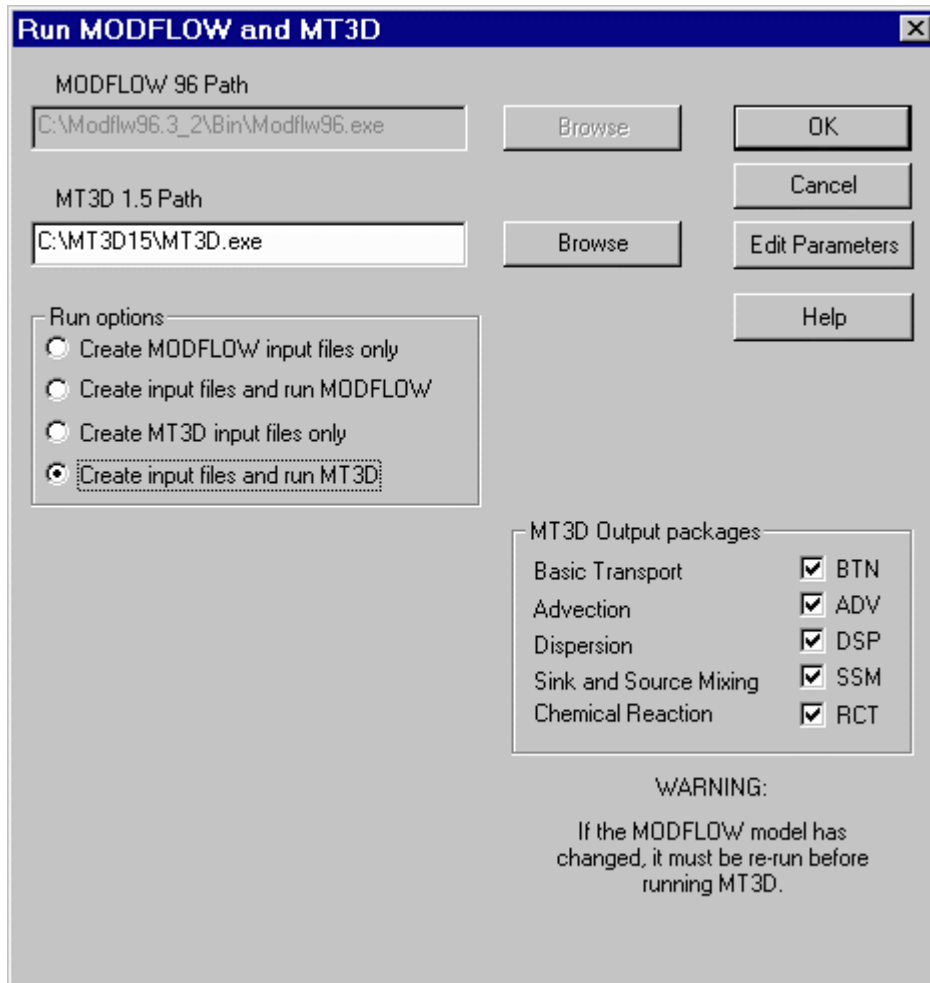 Run MODFLOW and MT3D
MODFLOW 96 Path
C:\Modflw96.3_2\Bin\Modflw96.exe
Browse
OK
Cancel
MT3D 1.5 Path
C:\MT3D15\MT3D.exe
Browse
Edit Parameters
Help
Run options
Create MODFLOW input files only
Create input files and run MODFLOW
Create MT3D input files only
Create input files and run MT3D
MT3D Output packages
Basic Transport BTN
Advection ADV
Dispersion DSP
Sink and Source Mixing SSM
Chemical Reaction RCT
WARNING:
If the MODFLOW model has
changed, it must be re-run before
running MT3D.